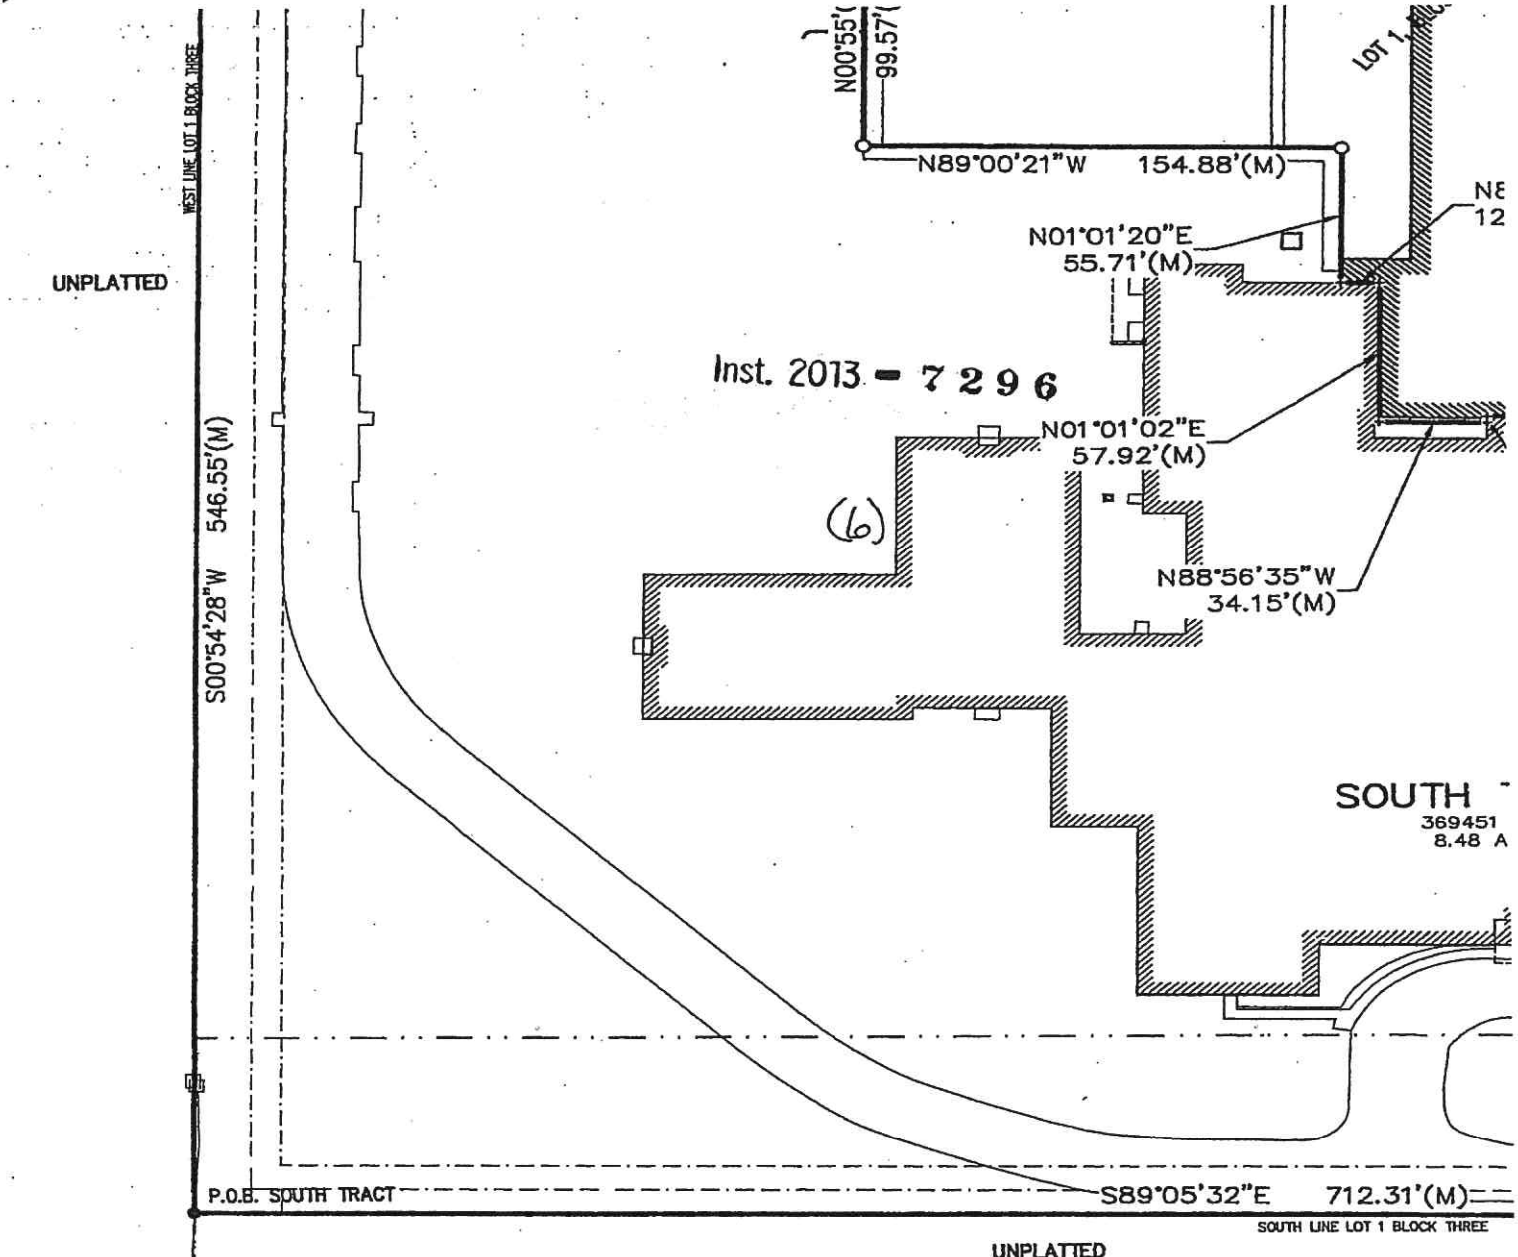 WEST LINE LOT 1 BLOCK THREE
N00°55'(
99.57'(
LOT 1,
N89°00'21"W 154.88'(M)
N8
12
N01°01'20"E
55.71'(M)
UNPLATTED
Inst. 2013 - 7296
N01°01'02"E
57.92'(M)
S00°54'28"W 546.55'(M)
(6)
N88°56'35"W
34.15'(M)
SOUTH
369451
8.48 A
P.O.B. SOUTH TRACT
S89°05'32"E 712.31'(M)
SOUTH LINE LOT 1 BLOCK THREE
UNPLATTED